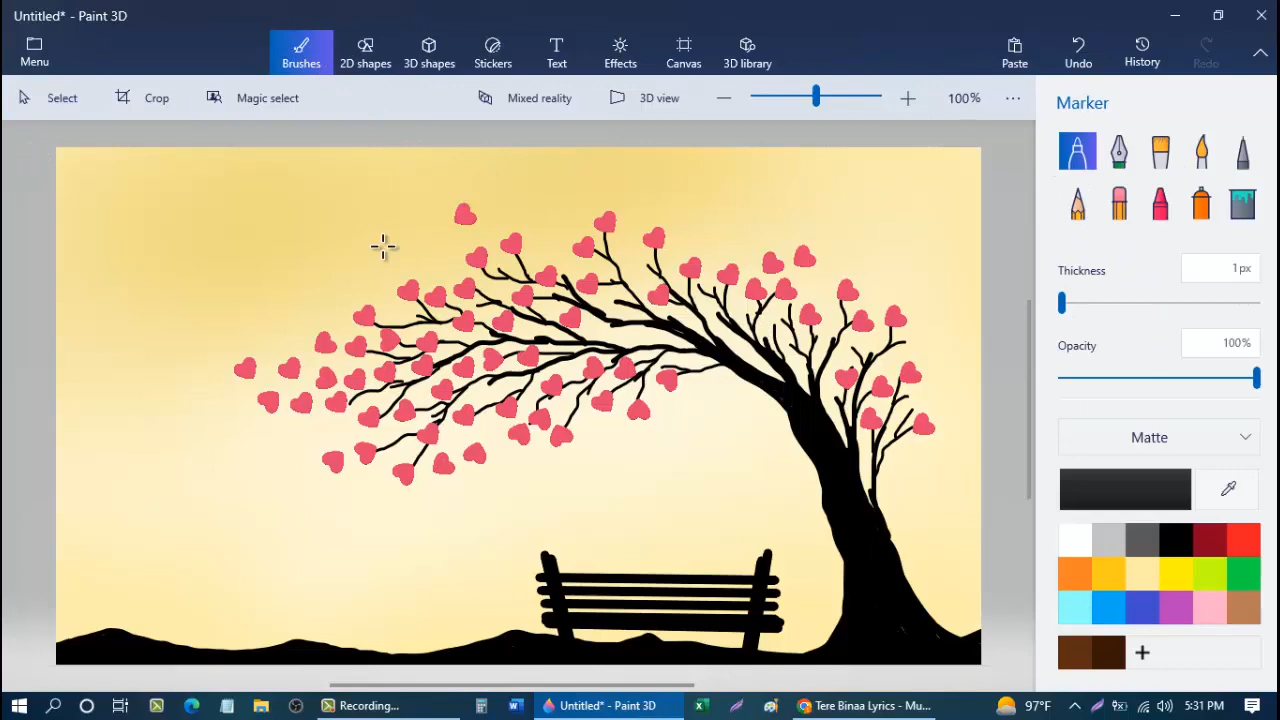 Untitled* - Paint 3D
Menu
Brushes
2D shapes
3D shapes
Stickers
Text
Effects
Canvas
3D library
Paste
Undo
History
Redo
Select
Crop
Magic select
Mixed reality
3D view
100%
Marker
Thickness
1px
Opacity
100%
Matte
Recording...
Untitled* - Paint 3D
Tere Binaa Lyrics - Mu...
97°F
5:31 PM